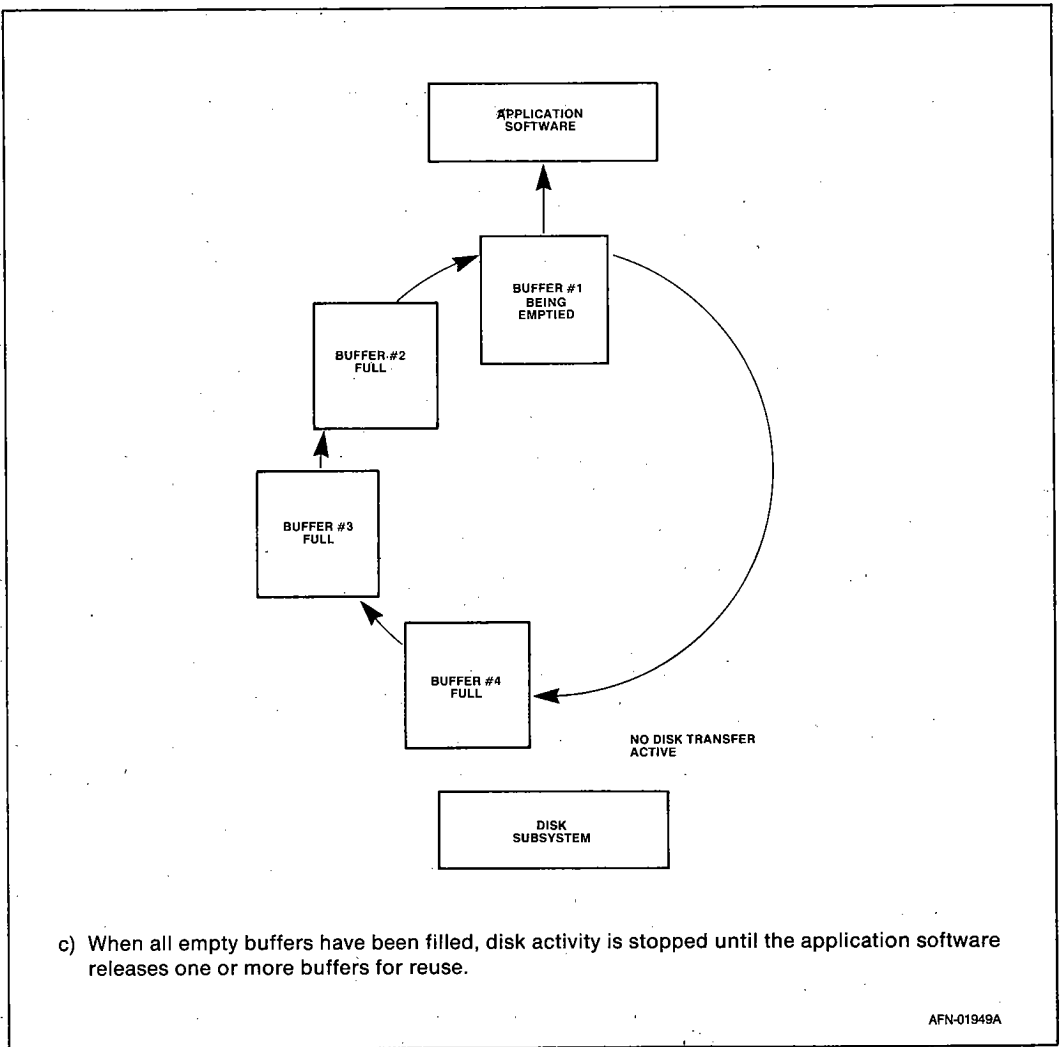 APPLICATION
SOFTWARE
BUFFER #1
BEING
EMPTIED
BUFFER #2
FULL
BUFFER #3
FULL
BUFFER #4
FULL
NO DISK TRANSFER
ACTIVE
DISK
SUBSYSTEM
c) When all empty buffers have been filled, disk activity is stopped until the application software
releases one or more buffers for reuse.
AFN-01949A